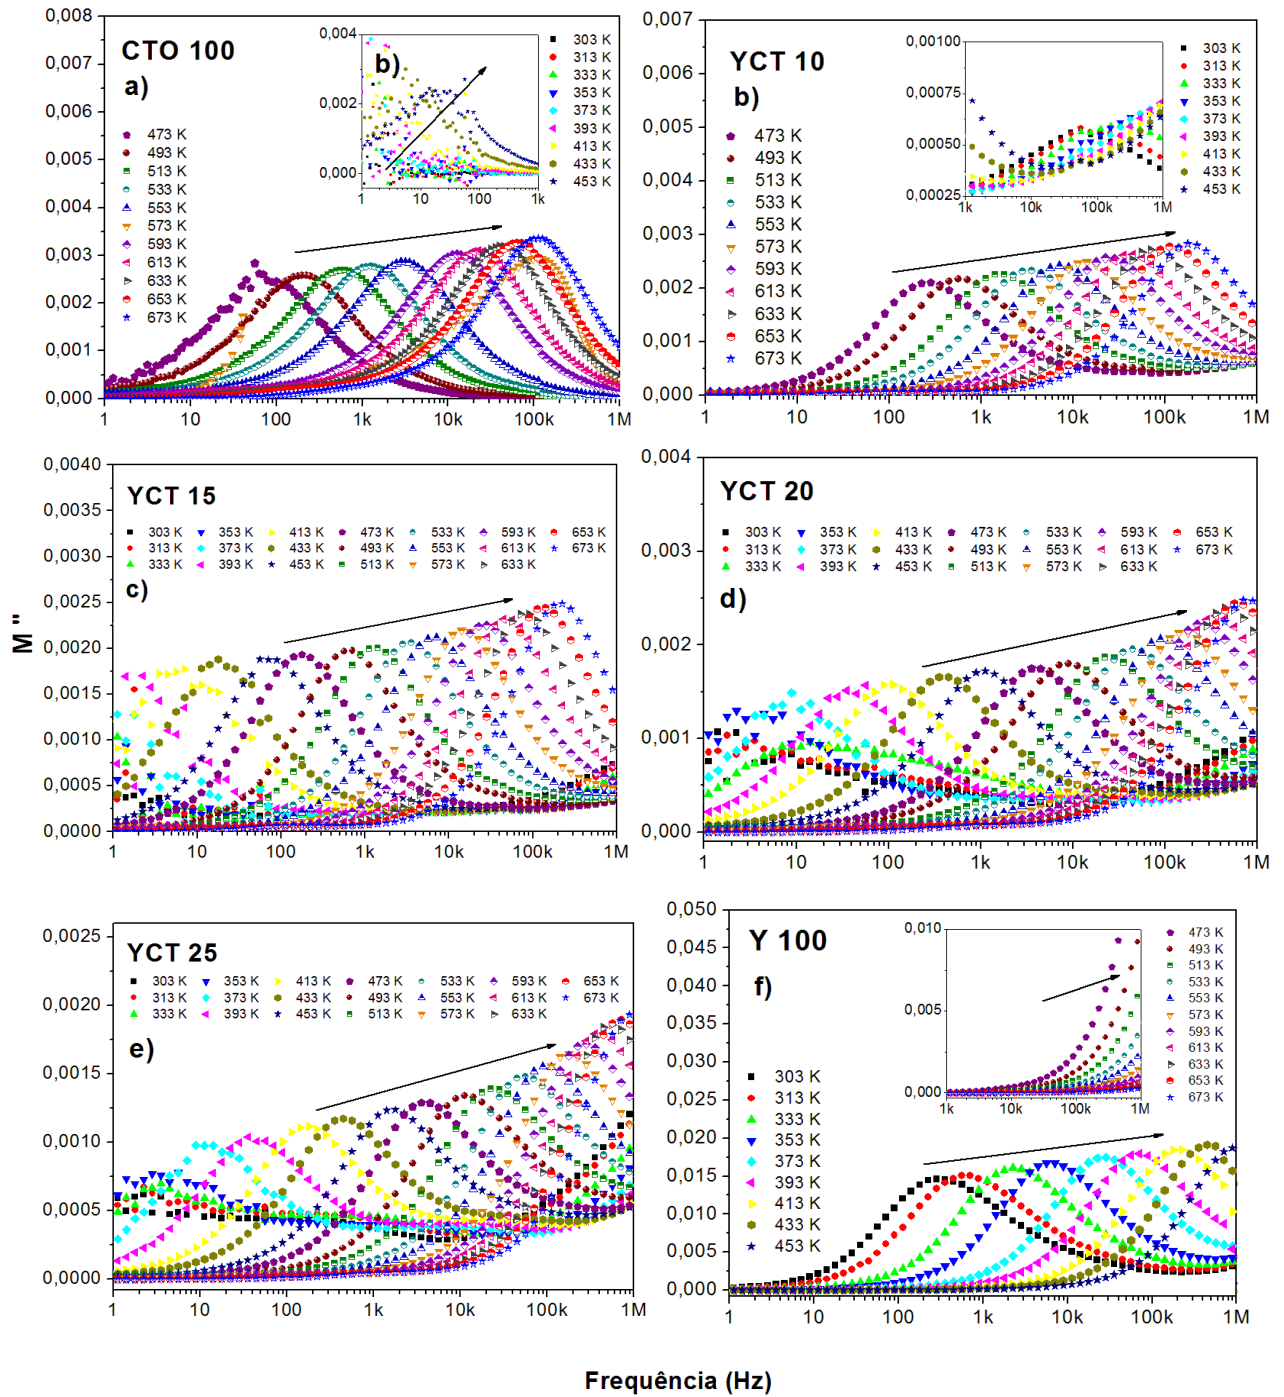 CTO 100
a)
0,008
0,007
0,006
0,005
0,004
0,003
0,002
0,001
0,000
473 K
493 K
513 K
533 K
553 K
573 K
593 K
613 K
633 K
653 K
673 K
b)
0,004
0,002
0,000
1
10
100
1k
303 K
313 K
333 K
353 K
373 K
393 K
413 K
433 K
453 K
1
10
100
1k
10k
100k
1M
YCT 10
b)
0,007
0,006
0,005
0,004
0,003
0,002
0,001
0,000
473 K
493 K
513 K
533 K
553 K
573 K
593 K
613 K
633 K
653 K
673 K
0,00100
0,00075
0,00050
0,00025
1k
10k
100k
1M
303 K
313 K
333 K
353 K
373 K
393 K
413 K
433 K
453 K
1
10
100
1k
10k
100k
1M
M "
YCT 15
c)
0,0040
0,0035
0,0030
0,0025
0,0020
0,0015
0,0010
0,0005
0,0000
303 K 353 K 413 K 473 K 533 K 593 K 653 K
313 K 373 K 433 K 493 K 553 K 613 K 673 K
333 K 393 K 453 K 513 K 573 K 633 K
1
10
100
1k
10k
100k
1M
YCT 20
d)
0,004
0,003
0,002
0,001
0,000
303 K 353 K 413 K 473 K 533 K 593 K 653 K
313 K 373 K 433 K 493 K 553 K 613 K 673 K
333 K 393 K 453 K 513 K 573 K 633 K
1
10
100
1k
10k
100k
1M
YCT 25
e)
0,0025
0,0020
0,0015
0,0010
0,0005
0,0000
303 K 353 K 413 K 473 K 533 K 593 K 653 K
313 K 373 K 433 K 493 K 553 K 613 K 673 K
333 K 393 K 453 K 513 K 573 K 633 K
1
10
100
1k
10k
100k
1M
Y 100
f)
0,050
0,045
0,040
0,035
0,030
0,025
0,020
0,015
0,010
0,005
0,000
303 K
313 K
333 K
353 K
373 K
393 K
413 K
433 K
453 K
0,010
0,005
0,000
1k
10k
100k
1M
473 K
493 K
513 K
533 K
553 K
573 K
593 K
613 K
633 K
653 K
673 K
1
10
100
1k
10k
100k
1M
Frequência (Hz)